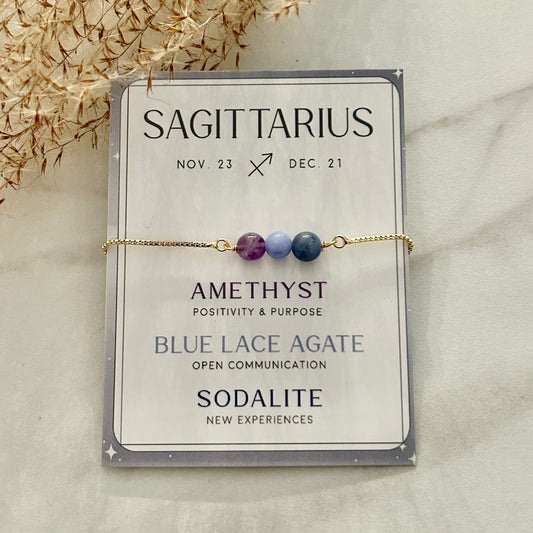 SAGITTARIUS
NOV. 23 ♐ DEC. 21
AMETHYST
POSITIVITY & PURPOSE
BLUE LACE AGATE
OPEN COMMUNICATION
SODALITE
NEW EXPERIENCES